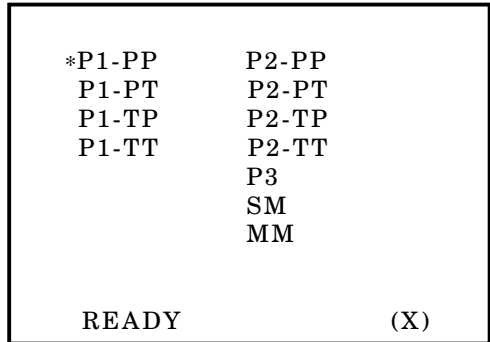 *P1-PP P2-PP
P1-PT P2-PT
P1-TP P2-TP
P1-TT P2-TT
P3
SM
MM
READY (X)